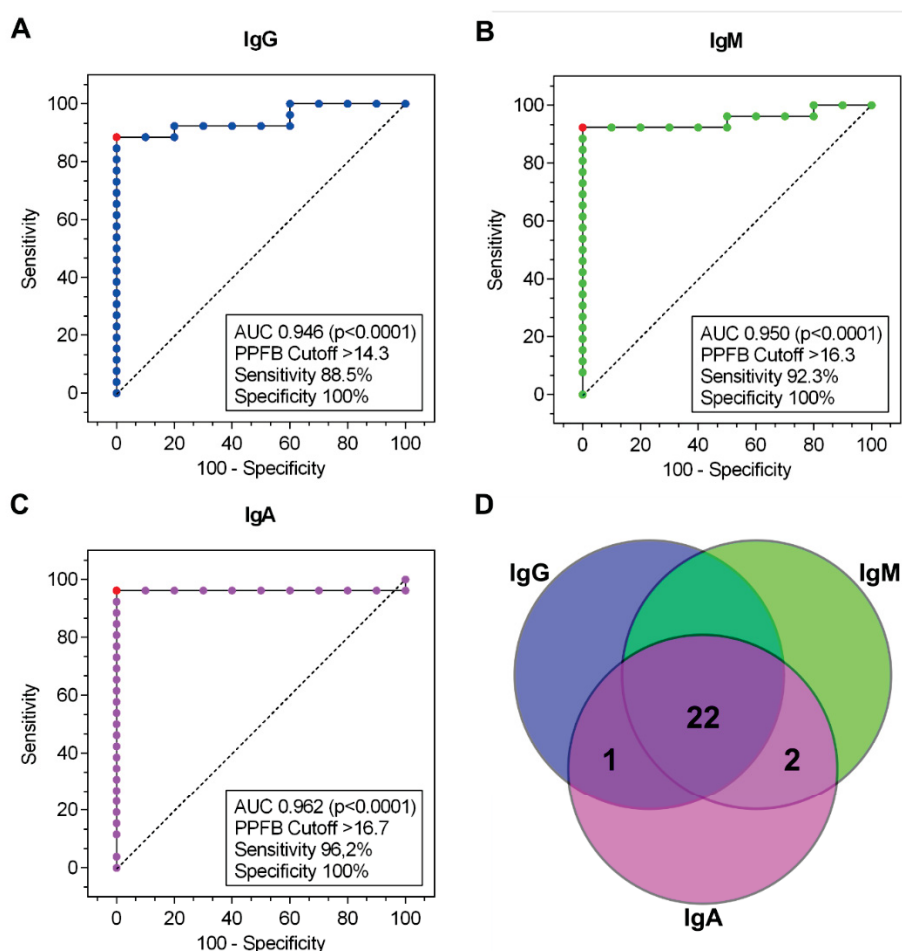 A
IgG
100
80
60
40
20
0
Sensitivity
AUC 0.946 (p<0.0001)
PPFB Cutoff >14.3
Sensitivity 88.5%
Specificity 100%
0 20 40 60 80 100
100 - Specificity
B
IgM
100
80
60
40
20
0
Sensitivity
AUC 0.950 (p<0.0001)
PPFB Cutoff >16.3
Sensitivity 92.3%
Specificity 100%
0 20 40 60 80 100
100 - Specificity
C
IgA
100
80
60
40
20
0
Sensitivity
AUC 0.962 (p<0.0001)
PPFB Cutoff >16.7
Sensitivity 96,2%
Specificity 100%
0 20 40 60 80 100
100 - Specificity
D
IgG
IgM
22
1
2
IgA